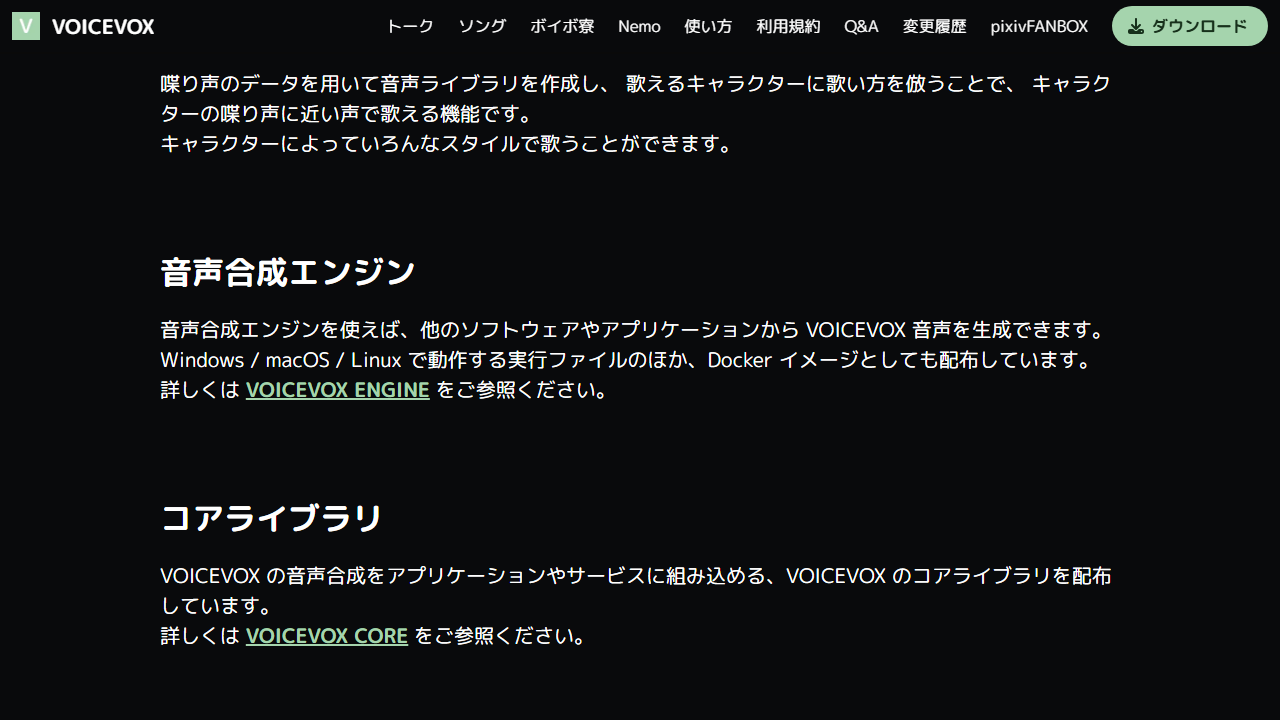 V VOICEVOX トーク ソング ボイボ寮 Nemo 使い方 利用規約 Q&A 変更履歴 pixivFANBOX ダウンロード
喋り声のデータを用いて音声ライブラリを作成し、 歌えるキャラクターに歌い方を倣うことで、 キャラク
ターの喋り声に近い声で歌える機能です。
キャラクターによっていろんなスタイルで歌うことができます。
音声合成エンジン
音声合成エンジンを使えば、他のソフトウェアやアプリケーションから VOICEVOX 音声を生成できます。
Windows / macOS / Linux で動作する実行ファイルのほか、Docker イメージとしても配布しています。
詳しくは VOICEVOX ENGINE をご参照ください。
コアライブラリ
VOICEVOX の音声合成をアプリケーションやサービスに組み込める、VOICEVOX のコアライブラリを配布
しています。
詳しくは VOICEVOX CORE をご参照ください。